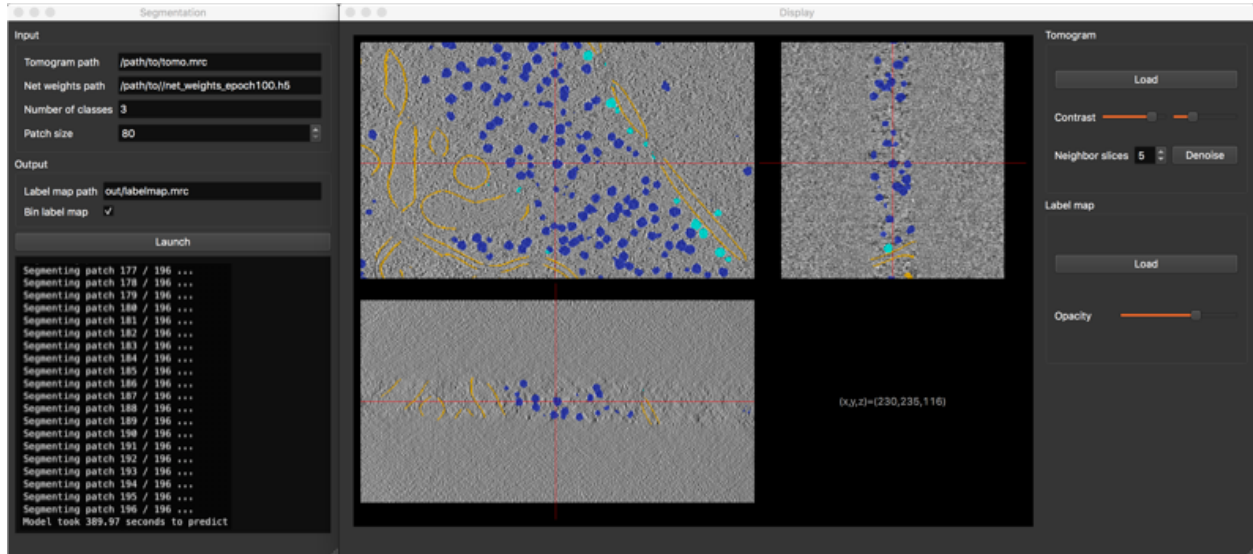 Segmentation
Input
Tomogram path /path/to/tomo.mrc
Net weights path /path/to//net_weights_epoch100.h5
Number of classes 3
Patch size 80
Output
Label map path out/labelmap.mrc
Bin label map
Launch
Segmenting patch 177 / 196 ...
Segmenting patch 178 / 196 ...
Segmenting patch 179 / 196 ...
Segmenting patch 180 / 196 ...
Segmenting patch 181 / 196 ...
Segmenting patch 182 / 196 ...
Segmenting patch 183 / 196 ...
Segmenting patch 184 / 196 ...
Segmenting patch 185 / 196 ...
Segmenting patch 186 / 196 ...
Segmenting patch 187 / 196 ...
Segmenting patch 188 / 196 ...
Segmenting patch 189 / 196 ...
Segmenting patch 190 / 196 ...
Segmenting patch 191 / 196 ...
Segmenting patch 192 / 196 ...
Segmenting patch 193 / 196 ...
Segmenting patch 194 / 196 ...
Segmenting patch 195 / 196 ...
Segmenting patch 196 / 196 ...
Model took 389.97 seconds to predict
Display
(x,y,z)=(230,235,116)
Tomogram
Load
Contrast
Neighbor slices 5 Denoise
Label map
Load
Opacity